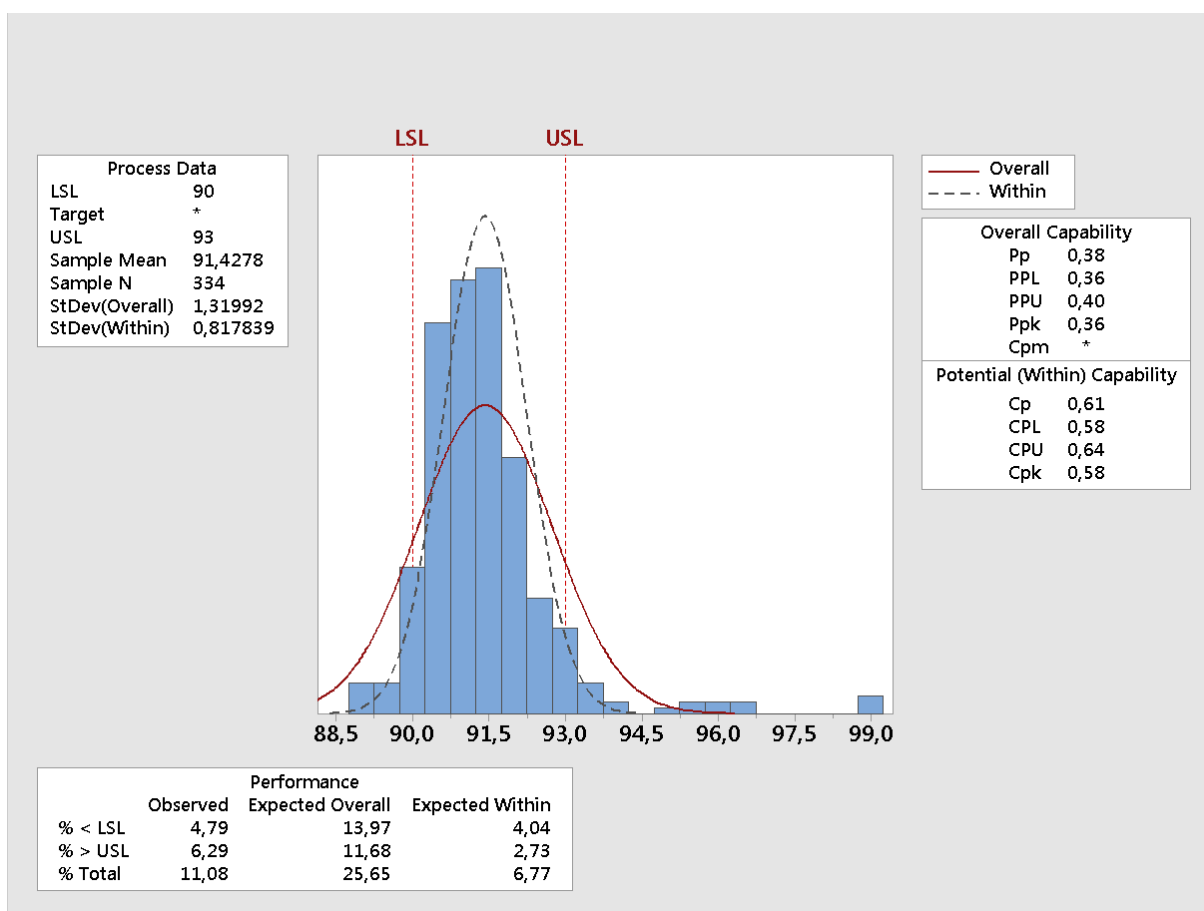 LSL USL
Process Data
LSL 90
Target *
USL 93
Sample Mean 91,4278
Sample N 334
StDev(Overall) 1,31992
StDev(Within) 0,817839
Overall
Within
Overall Capability
Pp 0,38
PPL 0,36
PPU 0,40
Ppk 0,36
Cpm *
Potential (Within) Capability
Cp 0,61
CPL 0,58
CPU 0,64
Cpk 0,58
88,5 90,0 91,5 93,0 94,5 96,0 97,5 99,0
Performance
Observed Expected Overall Expected Within
% < LSL 4,79 13,97 4,04
% > USL 6,29 11,68 2,73
% Total 11,08 25,65 6,77